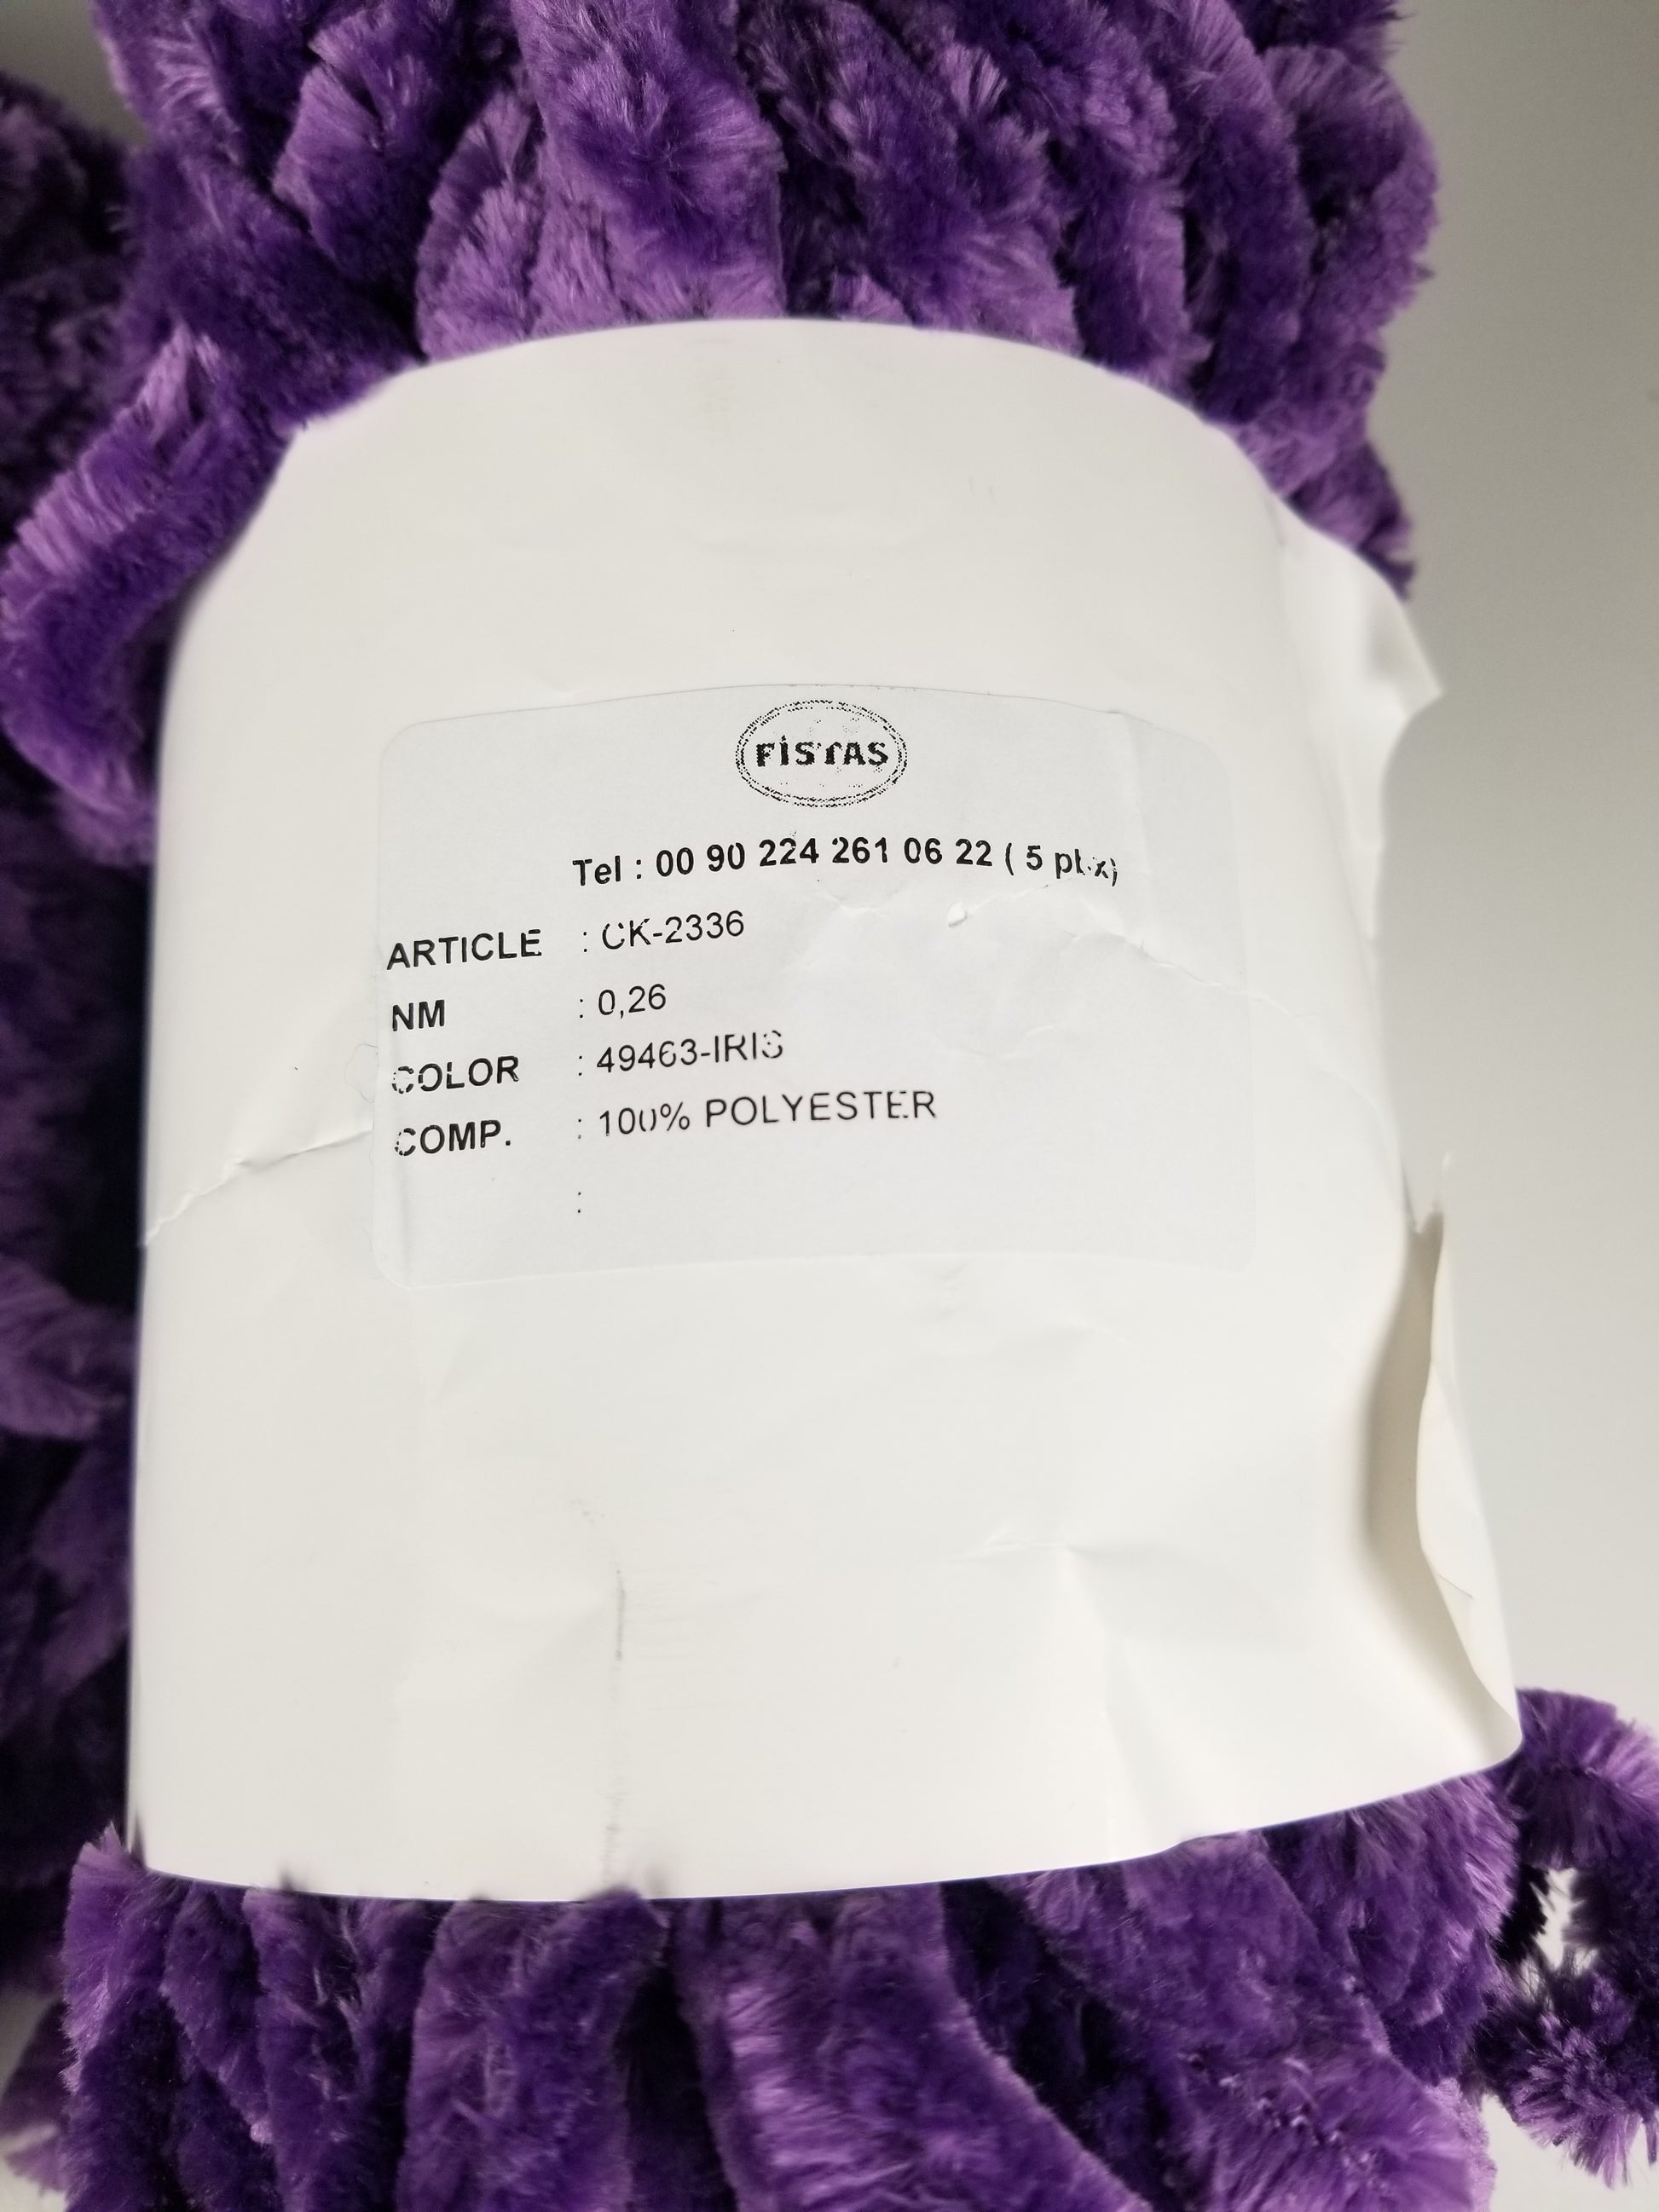 FİSTAS
Tel : 00 90 224 261 06 22 ( 5 pbx)
ARTICLE : CK-2336
NM : 0,26
COLOR : 49463-IRIS
COMP. : 100% POLYESTER
: